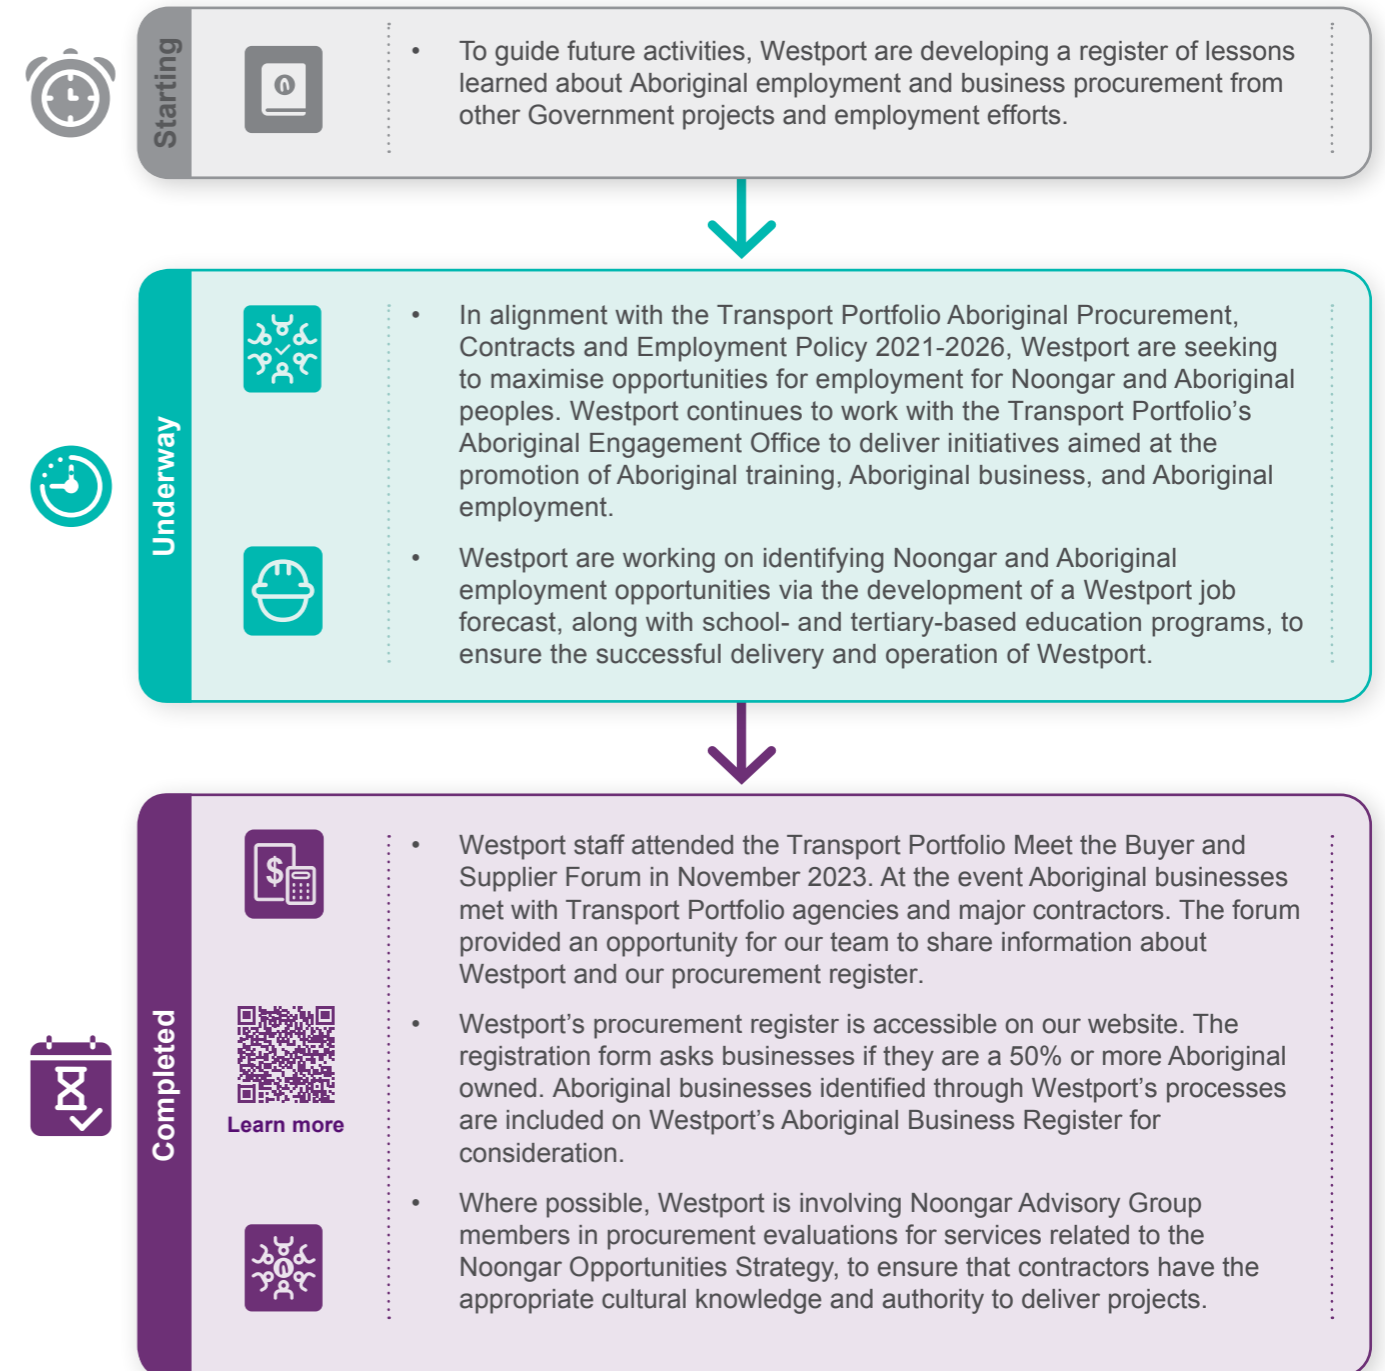 Starting
• To guide future activities, Westport are developing a register of lessons
learned about Aboriginal employment and business procurement from
other Government projects and employment efforts.
Underway
• In alignment with the Transport Portfolio Aboriginal Procurement,
Contracts and Employment Policy 2021-2026, Westport are seeking
to maximise opportunities for employment for Noongar and Aboriginal
peoples. Westport continues to work with the Transport Portfolio’s
Aboriginal Engagement Office to deliver initiatives aimed at the
promotion of Aboriginal training, Aboriginal business, and Aboriginal
employment.
• Westport are working on identifying Noongar and Aboriginal
employment opportunities via the development of a Westport job
forecast, along with school- and tertiary-based education programs, to
ensure the successful delivery and operation of Westport.
Completed
$
• Westport staff attended the Transport Portfolio Meet the Buyer and
Supplier Forum in November 2023. At the event Aboriginal businesses
met with Transport Portfolio agencies and major contractors. The forum
provided an opportunity for our team to share information about
Westport and our procurement register.
Learn more
• Westport’s procurement register is accessible on our website. The
registration form asks businesses if they are a 50% or more Aboriginal
owned. Aboriginal businesses identified through Westport’s processes
are included on Westport’s Aboriginal Business Register for
consideration.
• Where possible, Westport is involving Noongar Advisory Group
members in procurement evaluations for services related to the
Noongar Opportunities Strategy, to ensure that contractors have the
appropriate cultural knowledge and authority to deliver projects.